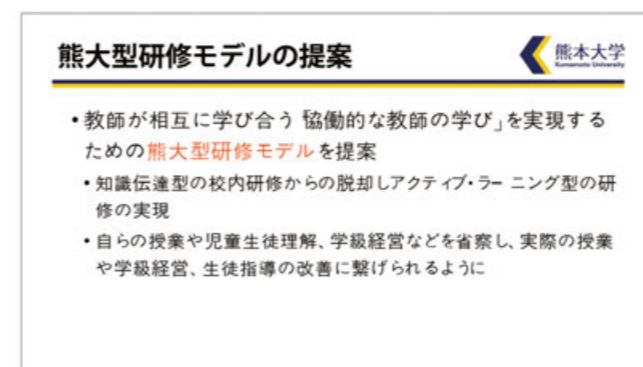 熊大型研修モデルの提案
熊本大学
Kumamoto University
•教師が相互に学び合う「協働的な教師の学び」を実現する
ための熊大型研修モデルを提案
•知識伝達型の校内研修からの脱却しアクティブ・ラーニング型の研
修の実現
•自らの授業や児童生徒理解、学級経営などを省察し、実際の授業
や学級経営、生徒指導の改善に繋げられるように